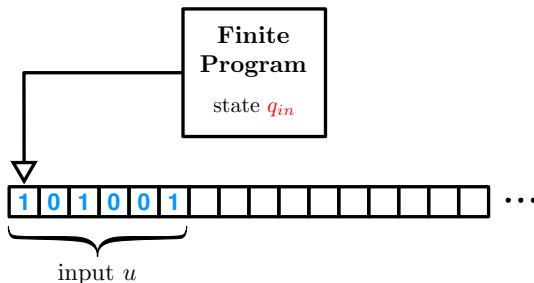 Finite
Program
state q_in
1 0 1 0 0 1 ...
input u